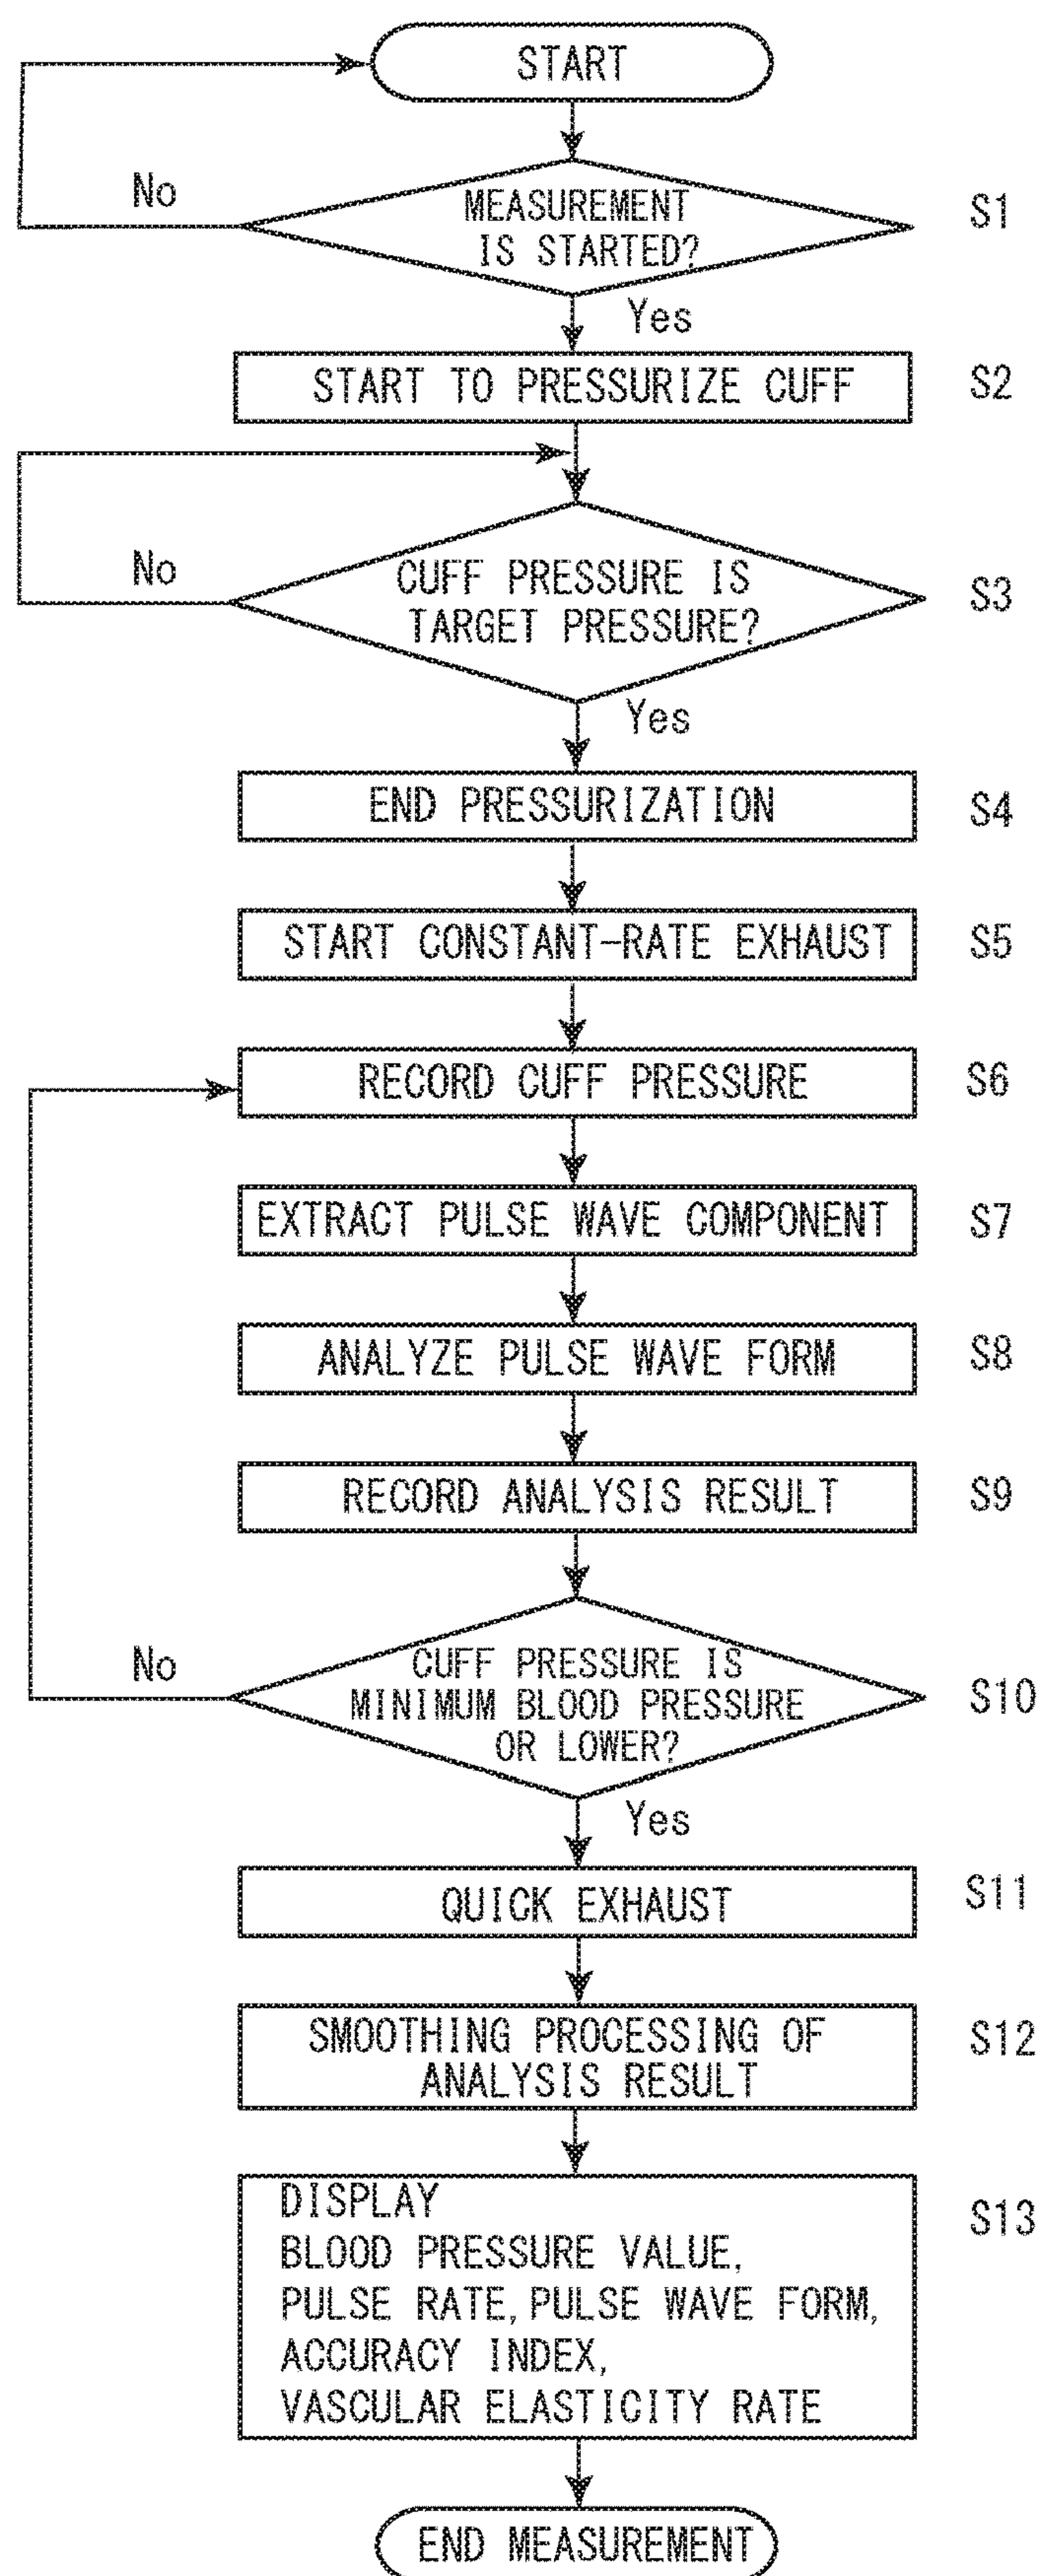 START
No
MEASUREMENT
IS STARTED?
S1
Yes
START TO PRESSURIZE CUFF
S2
No
CUFF PRESSURE IS
TARGET PRESSURE?
S3
Yes
END PRESSURIZATION
S4
START CONSTANT-RATE EXHAUST
S5
RECORD CUFF PRESSURE
S6
EXTRACT PULSE WAVE COMPONENT
S7
ANALYZE PULSE WAVE FORM
S8
RECORD ANALYSIS RESULT
S9
No
CUFF PRESSURE IS
MINIMUM BLOOD PRESSURE
OR LOWER?
S10
Yes
QUICK EXHAUST
S11
SMOOTHING PROCESSING OF
ANALYSIS RESULT
S12
DISPLAY
BLOOD PRESSURE VALUE,
PULSE RATE, PULSE WAVE FORM,
ACCURACY INDEX,
VASCULAR ELASTICITY RATE
S13
END MEASUREMENT